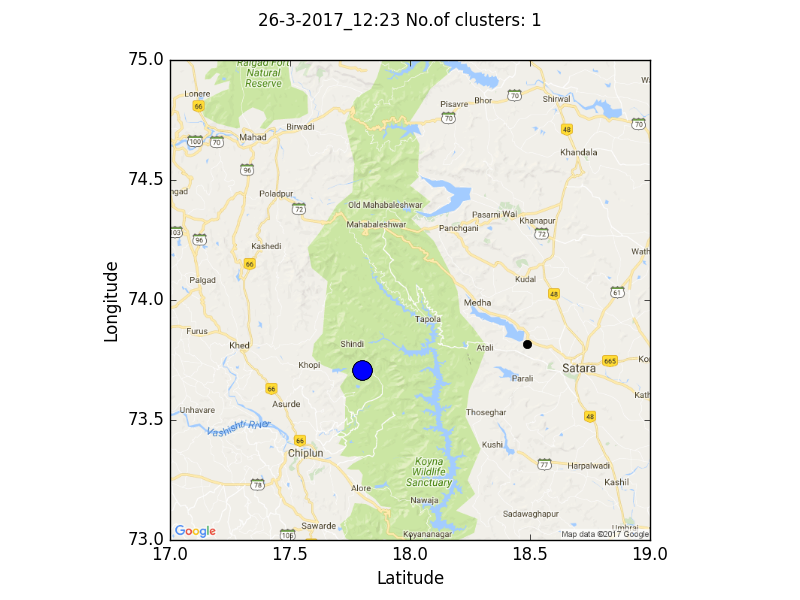 26-3-2017_12:23 No.of clusters: 1
75.0
74.5
74.0
73.5
73.0
Longitude
17.0 17.5 18.0 18.5 19.0
Latitude
Raigad Fort
Natural
Reserve
Lonere
66
Pisavre
Bhor
70
Shirwal
70
70
48
Birwadi
Mahad
100
70
Khandala
96
Poladpur
72
Old Mahabaleshwar
Mahabaleshwar
Pasarni Wai
Khanapur
Panchgani
72
103
96
Kashedi
66
Palgad
Kudal
48
61
Medha
Tapola
Furus
Khed
Shindi
Atali
Khopi
Satara
665
Parali
66
Asurde
Unhavare
Vashishti River
66
Thoseghar
48
Chiplun
Kushi
Koyna
Wildlife
Sanctuary
77
Harpalwadi
Kashil
78
Alore
Nawaja
Sadawaghapur
Sawarde
106
Koyananagar
Google
Map data ©2017 Google